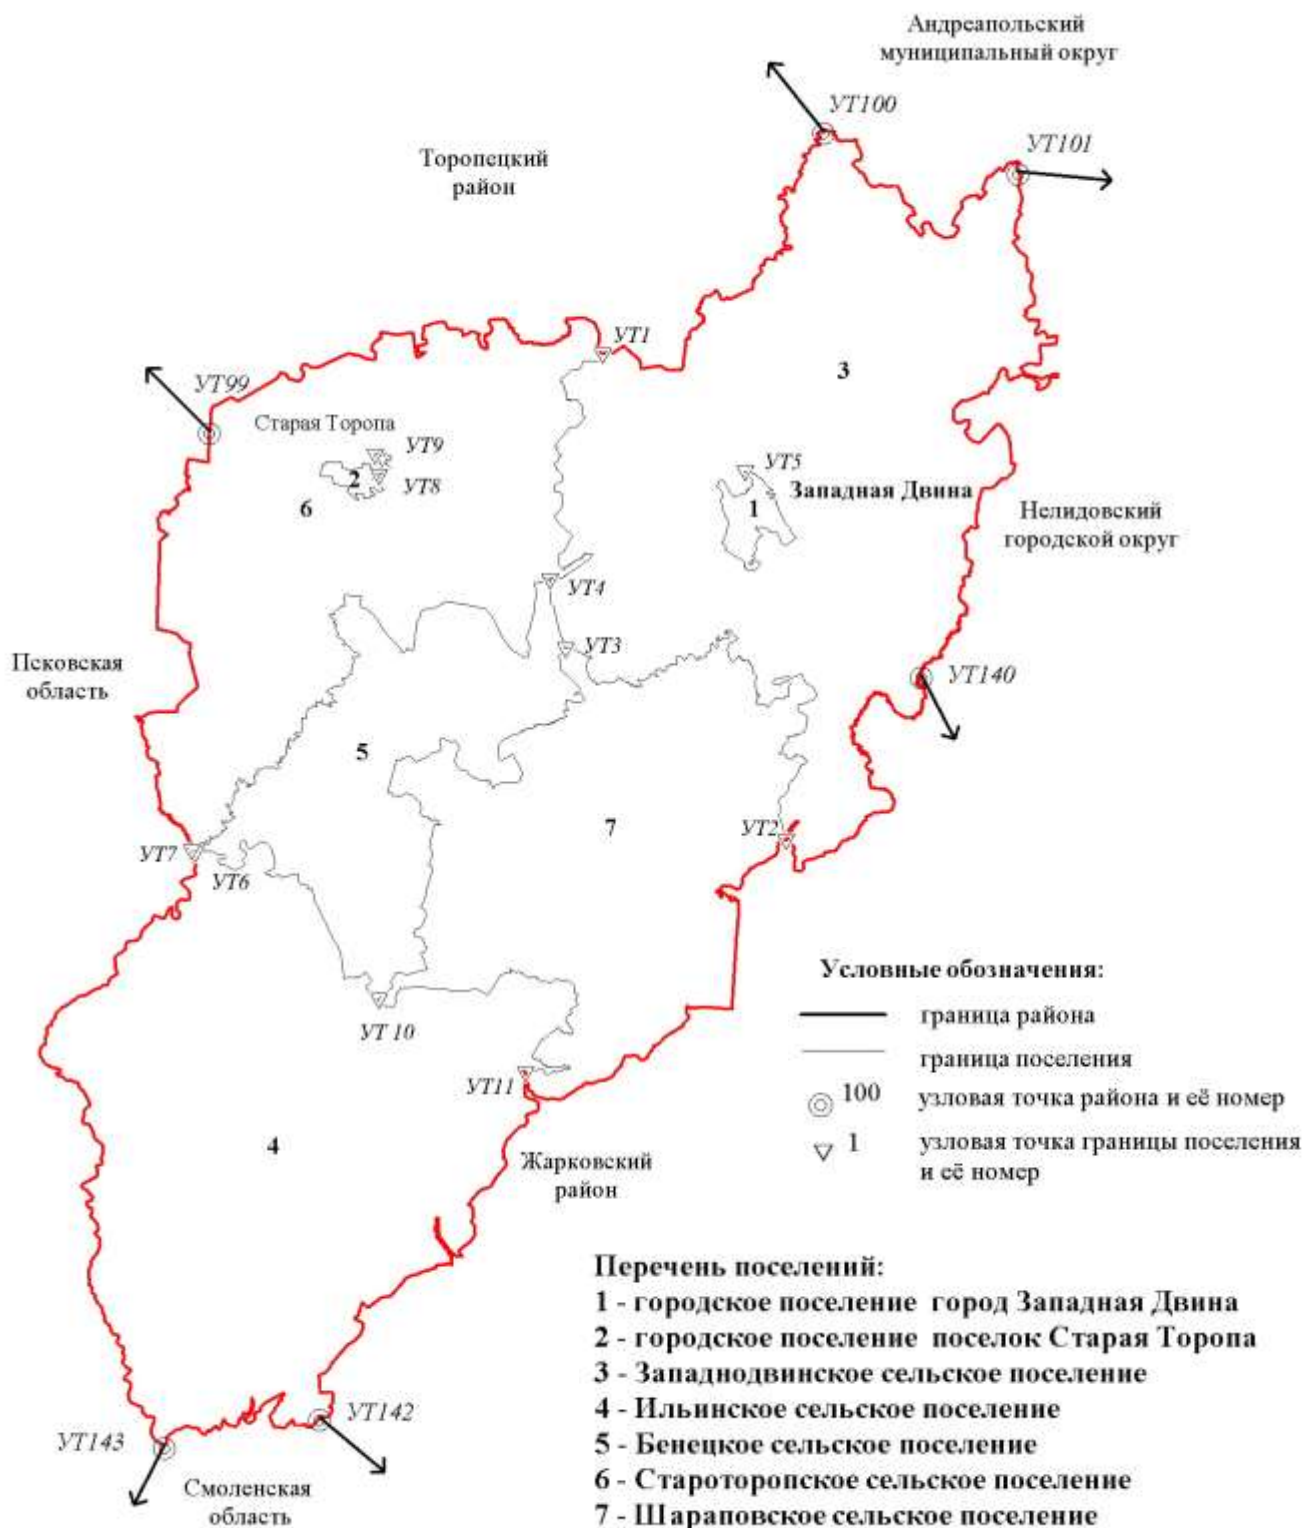 Андреапольский
муниципальный округ
УТ100
УТ101
Торопецкий
район
УТ1
3
УТ99
Старая Торопа
УТ9
2
УТ8
6
УТ5
Западная Двина
1
Нелидовский
городской округ
УТ4
УТ3
Псковская
область
УТ140
5
7
УТ2
УТ7
УТ6
УТ 10
УТ11
4
Жарковский
район
УТ142
УТ143
Смоленская
область
Условные обозначения:
граница района
граница поселения
100 узловая точка района и её номер
1 узловая точка границы поселения
и её номер
Перечень поселений:
1 - городское поселение город Западная Двина
2 - городское поселение поселок Старая Торопа
3 - Западнодвинское сельское поселение
4 - Ильинское сельское поселение
5 - Бенецкое сельское поселение
6 - Староторопское сельское поселение
7 - Шараповское сельское поселение